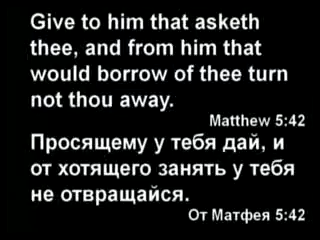 Give to him that asketh
thee, and from him that
would borrow of thee turn
not thou away.
Matthew 5:42
Просящему у тебя дай, и
от хотящего занять у тебя
не отвращайся.
От Матфея 5:42